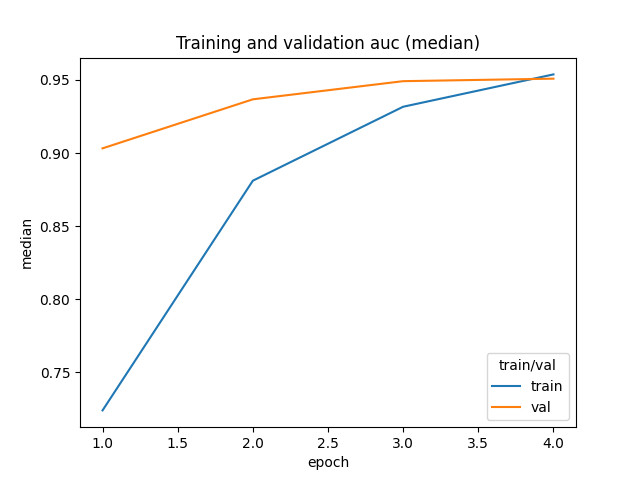 Training and validation auc (median)
median
0.95
0.90
0.85
0.80
0.75
train/val
train
val
1.0 1.5 2.0 2.5 3.0 3.5 4.0
epoch